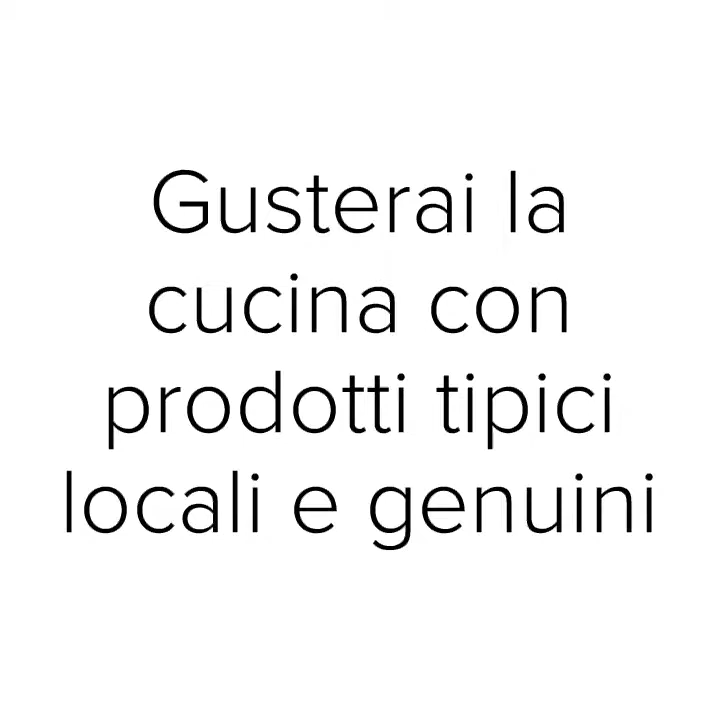 Gusterai la
cucina con
prodotti tipici
locali e genuini